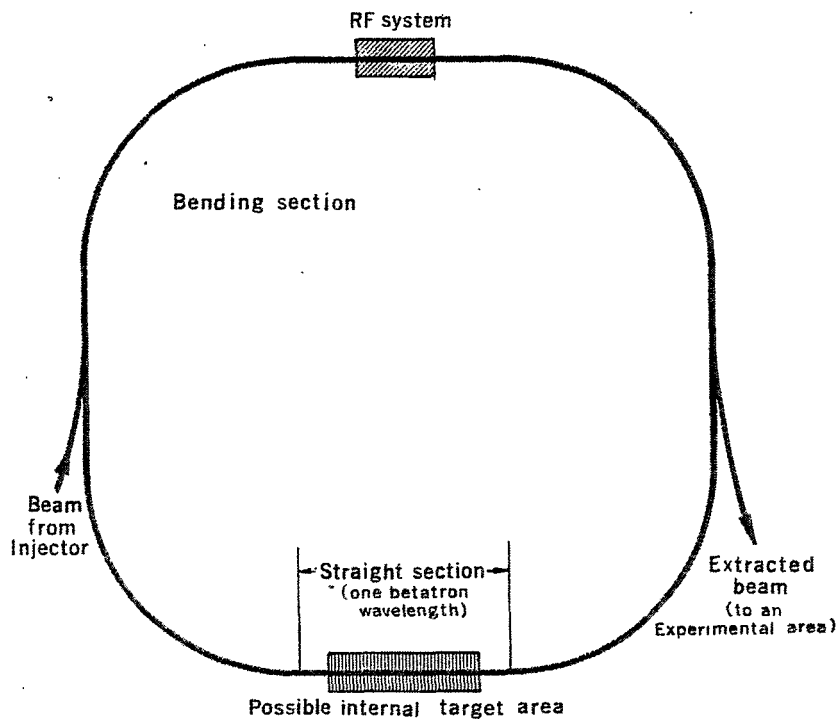 RF system
Bending section
Beam
from
Injector
Straight section
(one betatron
wavelength)
Extracted
beam
(to an
Experimental area)
Possible internal target area